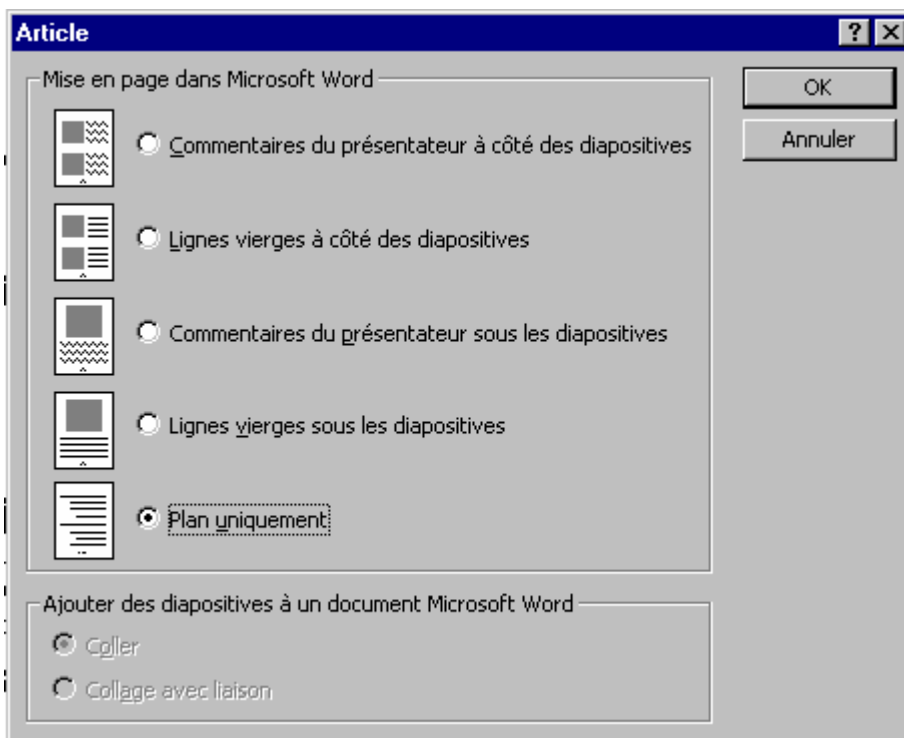 Article
Mise en page dans Microsoft Word
OK
Annuler
Commentaires du présentateur à côté des diapositives
Lignes vierges à côté des diapositives
Commentaires du présentateur sous les diapositives
Lignes vierges sous les diapositives
Plan uniquement
Ajouter des diapositives à un document Microsoft Word
Coller
Collage avec liaison